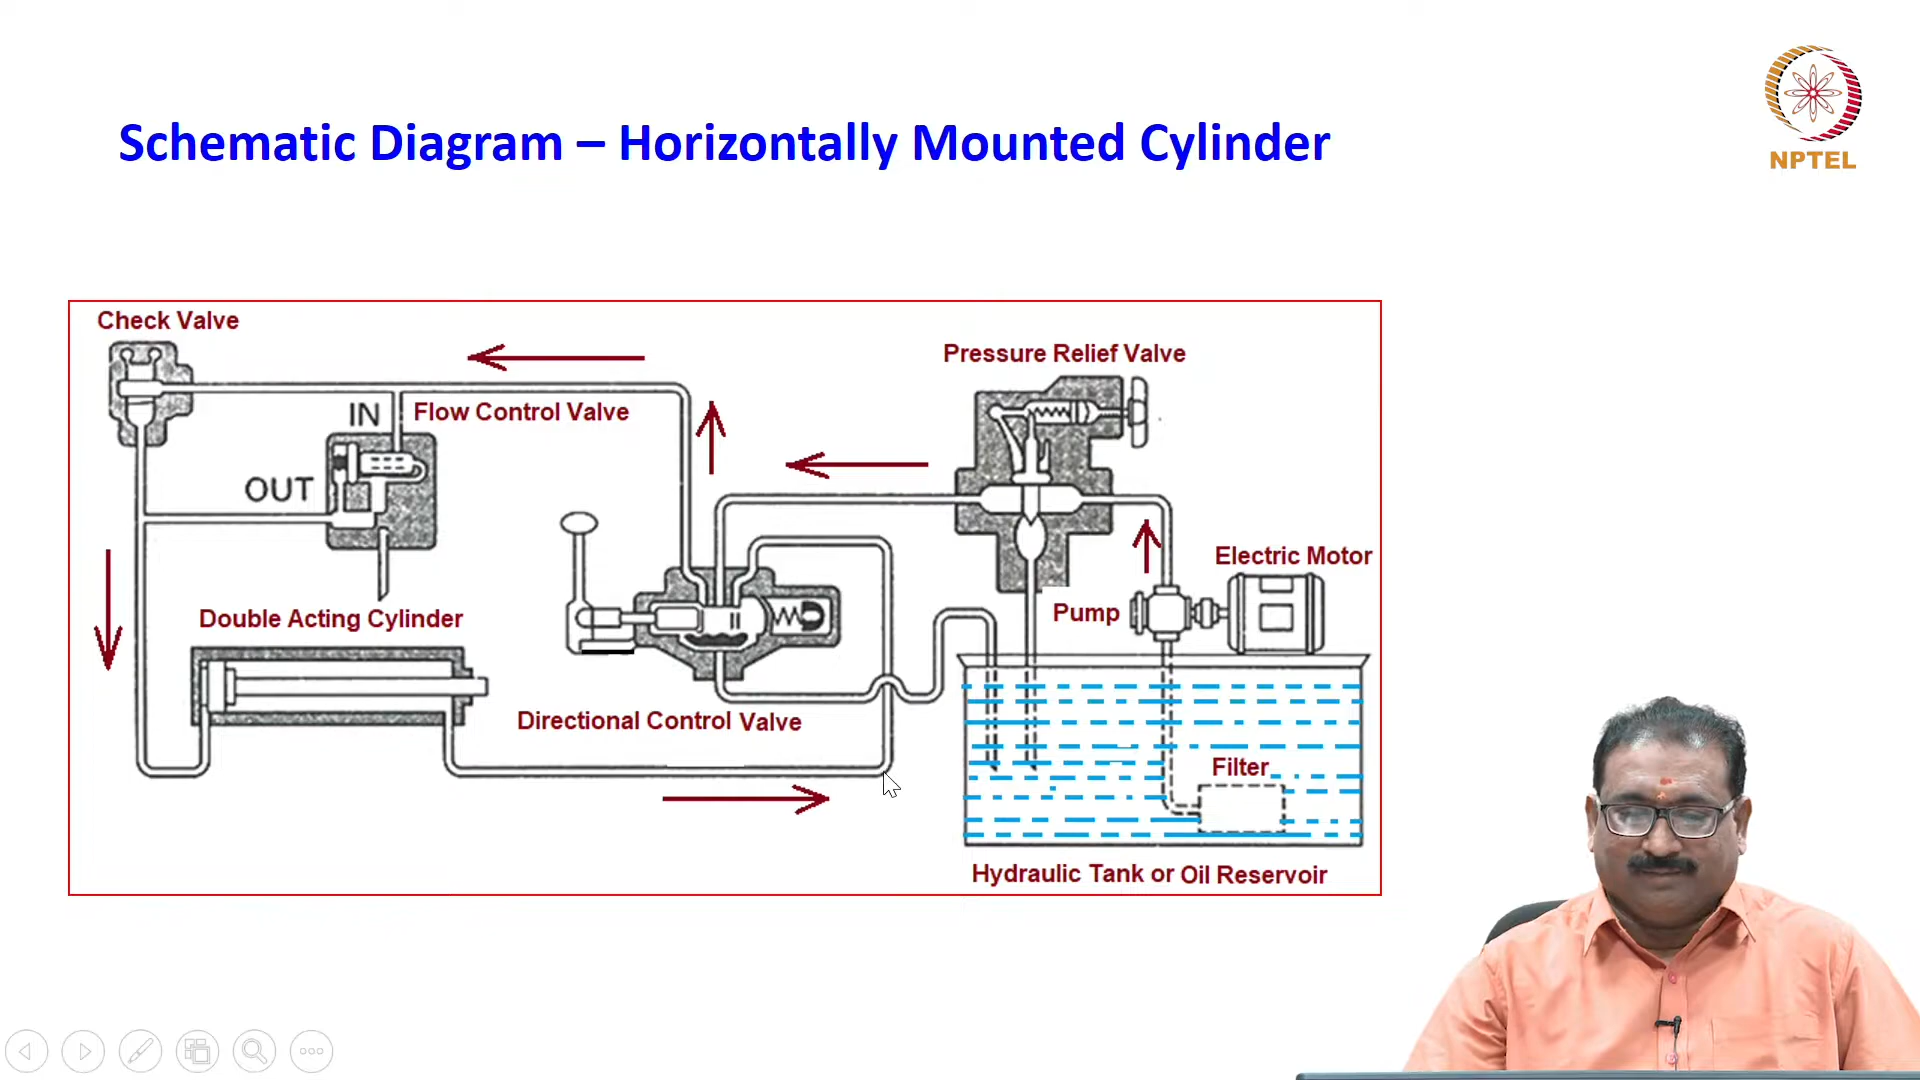 NPTEL
Schematic Diagram – Horizontally Mounted Cylinder
Check Valve
Pressure Relief Valve
IN
Flow Control Valve
OUT
Electric Motor
Pump
Double Acting Cylinder
Directional Control Valve
Filter
Hydraulic Tank or Oil Reservoir